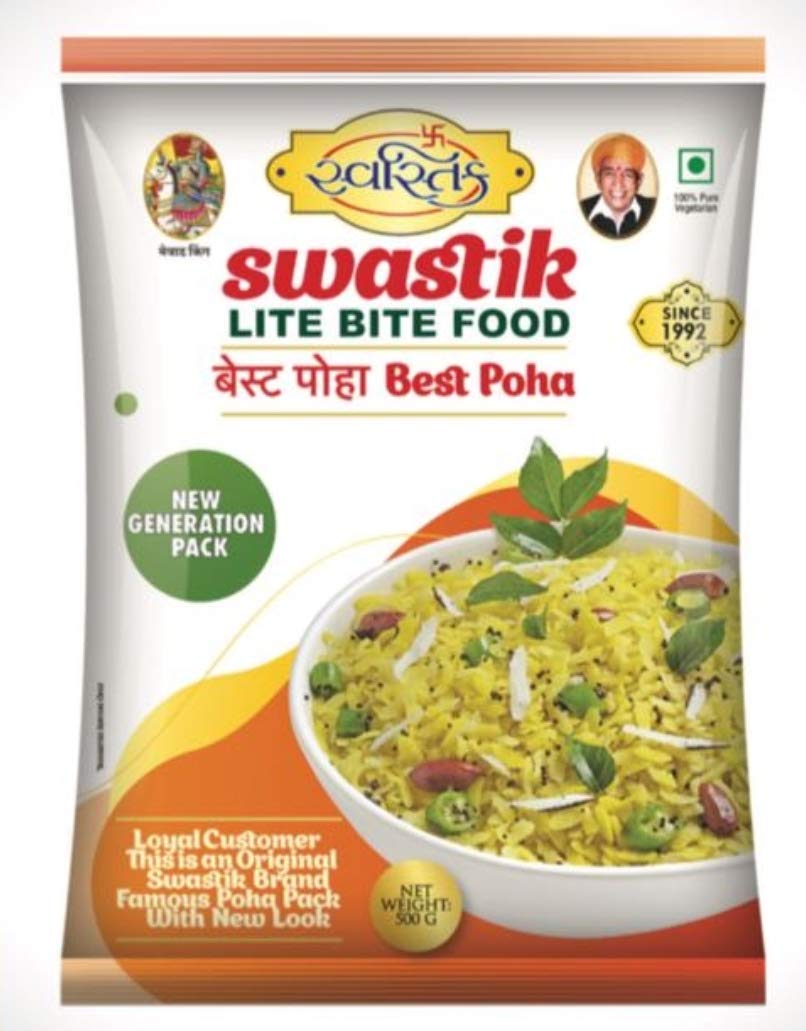 સ્વસ્તિક
मेवाड किंग
100% Pure
Vegetarian
swastik
LITE BITE FOOD
SINCE
1992
बेस्ट पोहा Best Poha
NEW
GENERATION
PACK
Loyal Customer
This is an Original
Swastik Brand
Famous Poha Pack
With New Look
NET
WEIGHT:
500 G